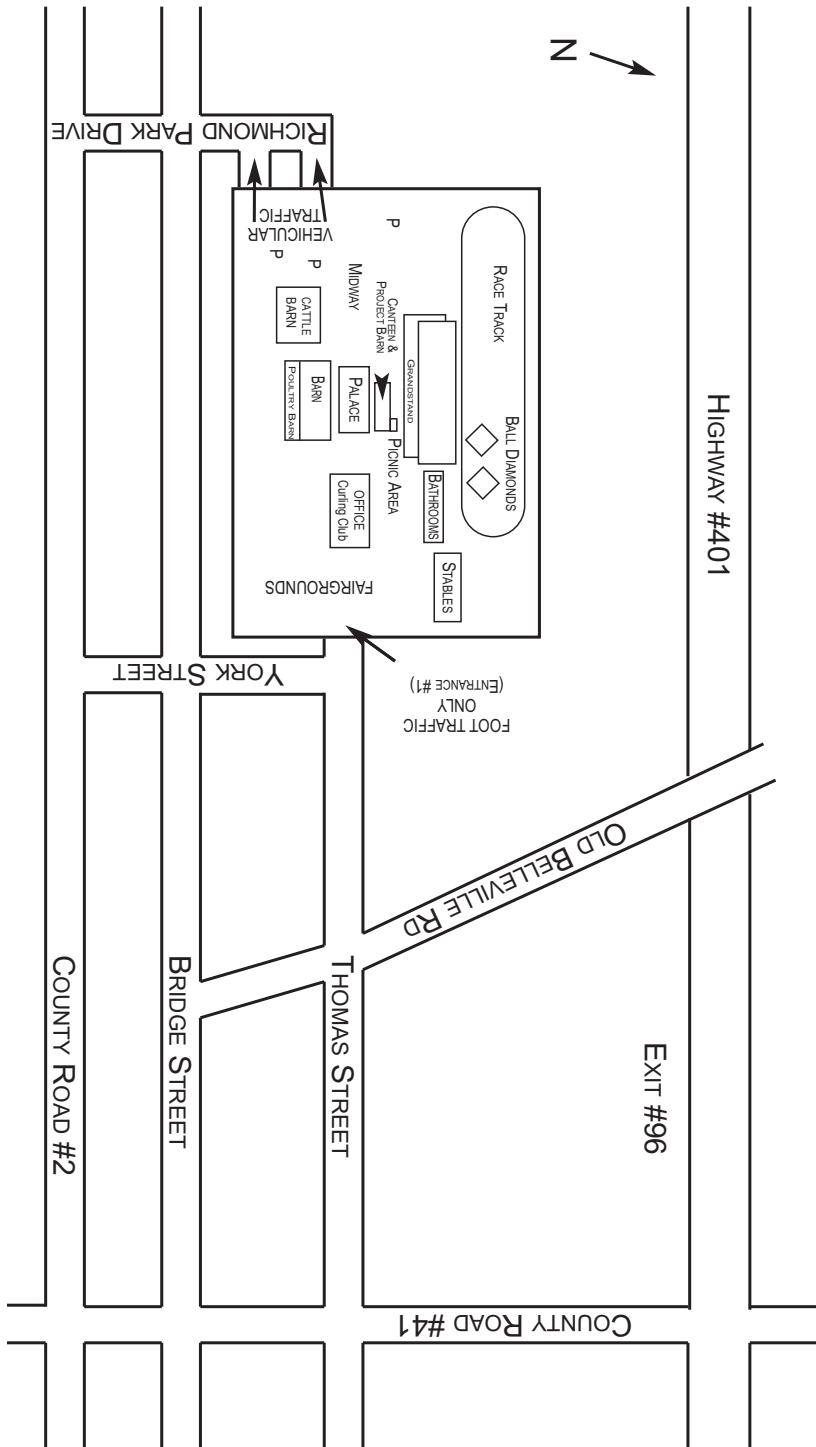 N
HIGHWAY #401
RICHMOND PARK DRIVE
VEHICULAR
TRAFFIC
P
P
P
RACE TRACK
BALL DIAMONDS
MIDWAY
CANTEEN &
PROJECT BARN
GRANDSTAND
CATTLE
BARN
BARN
POULTRY BARN
PALACE
PICNIC AREA
BATHROOMS
OFFICE
Curling Club
STABLES
FAIRGROUNDS
YORK STREET
FOOT TRAFFIC
ONLY
(ENTRANCE #1)
OLD BELLEVILLE RD
COUNTY ROAD #2
BRIDGE STREET
THOMAS STREET
EXIT #96
COUNTY ROAD #41